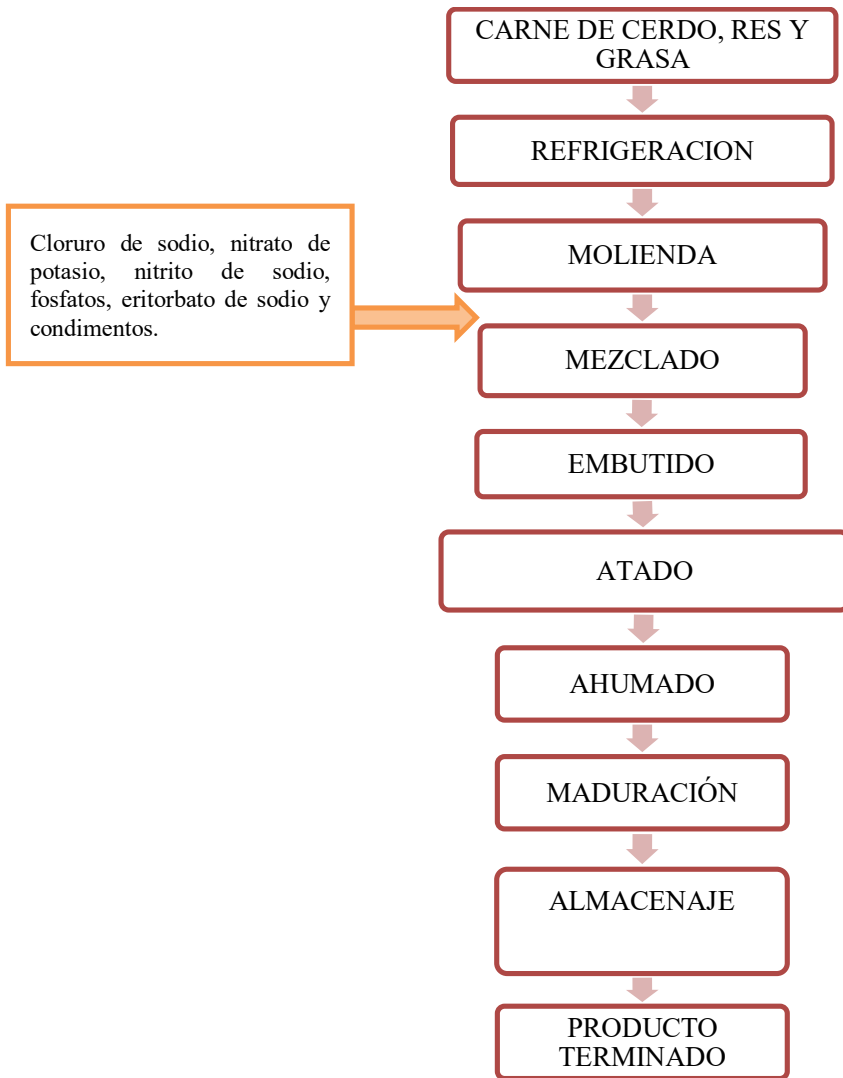 CARNE DE CERDO, RES Y
GRASA
REFRIGERACION
MOLIENDA
Cloruro de sodio, nitrato de
potasio, nitrito de sodio,
fosfatos, eritorbato de sodio y
condimentos.
MEZCLADO
EMBUTIDO
ATADO
AHUMADO
MADURACIÓN
ALMACENAJE
PRODUCTO
TERMINADO